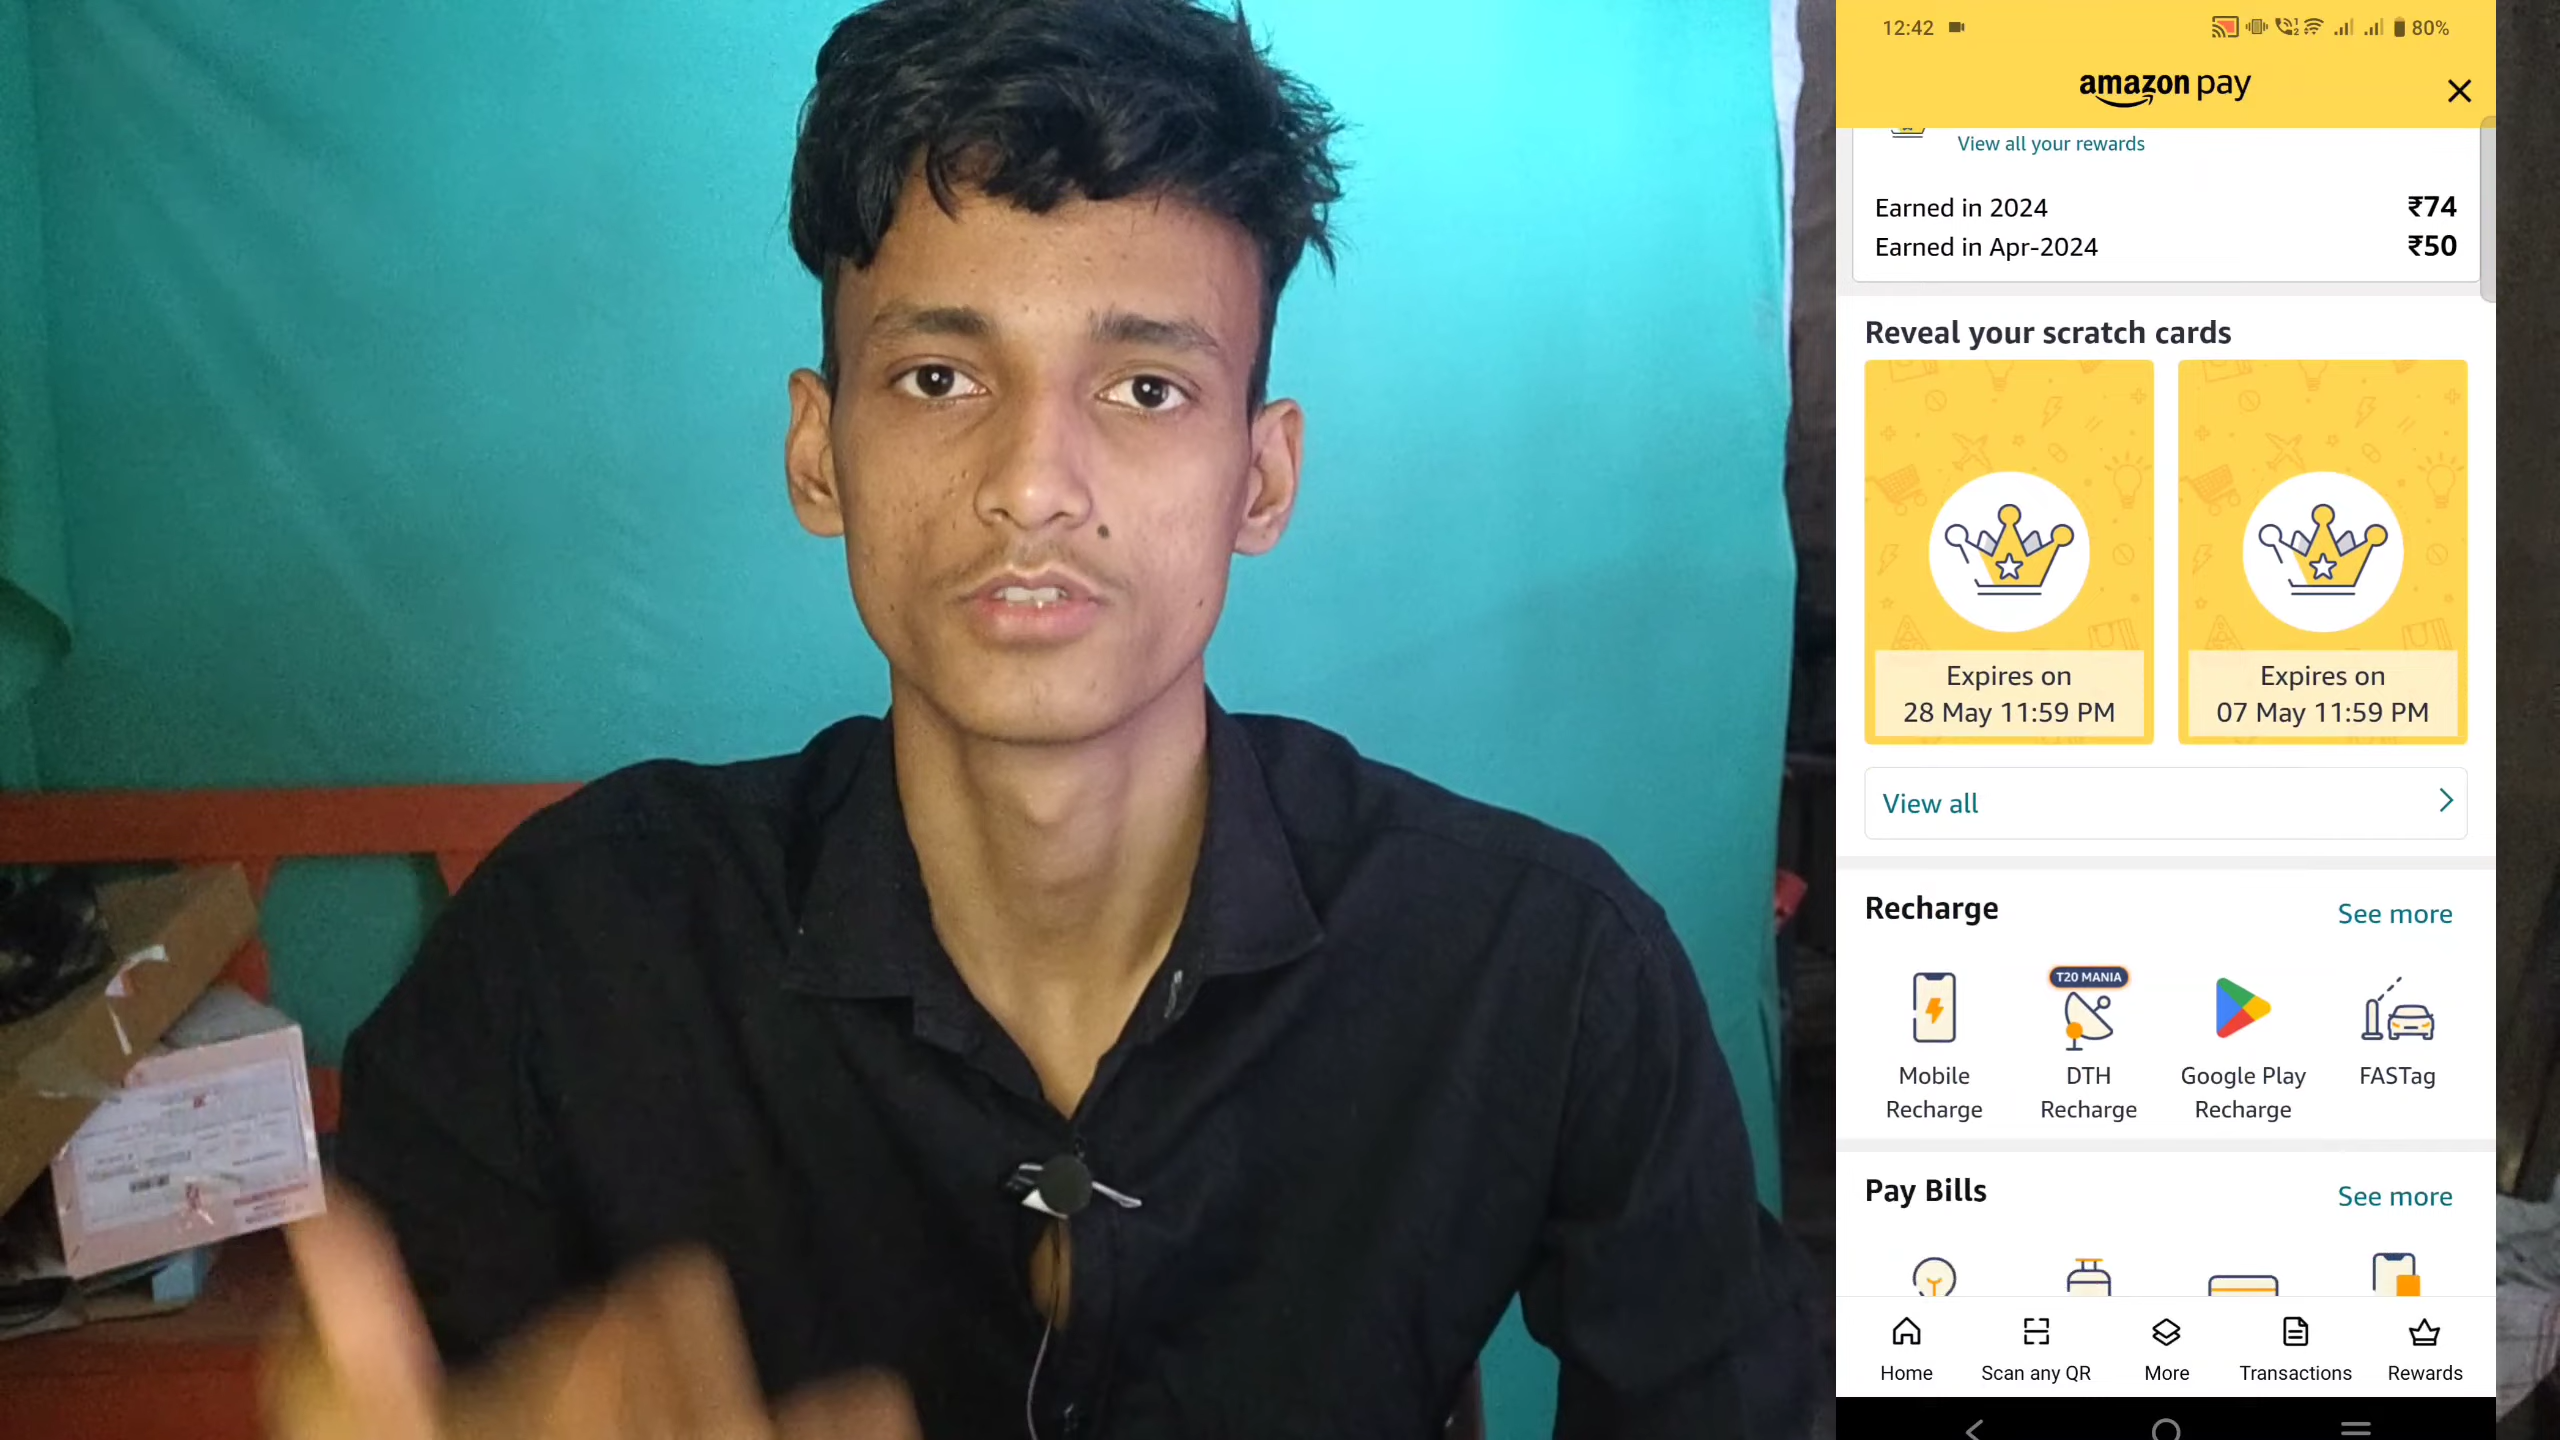 12:42
80%
amazon pay
View all your rewards
Earned in 2024 ₹74
Earned in Apr-2024 ₹50
Reveal your scratch cards
Expires on
28 May 11:59 PM
Expires on
07 May 11:59 PM
View all
Recharge See more
T20 MANIA
Mobile
Recharge
DTH
Recharge
Google Play
Recharge
FASTag
Pay Bills See more
Home Scan any QR More Transactions Rewards